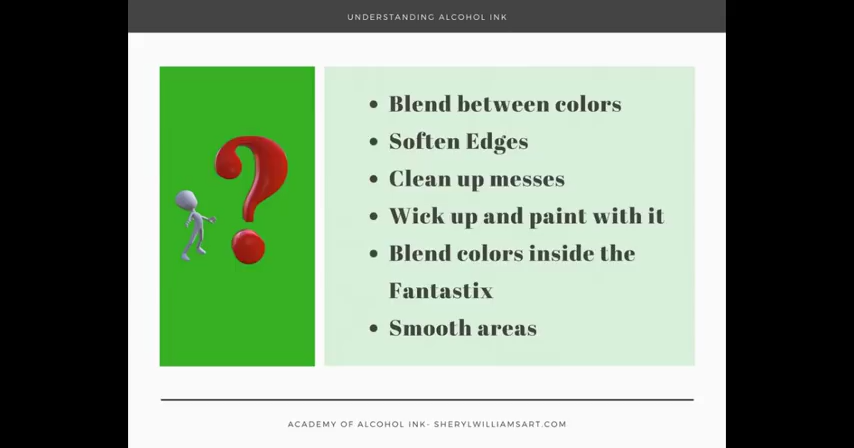 UNDERSTANDING ALCOHOL INK
Blend between colors
Soften Edges
Clean up messes
Wick up and paint with it
Blend colors inside the
Fantastix
Smooth areas
ACADEMY OF ALCOHOL INK- SHERYLWILLIAMSART.COM